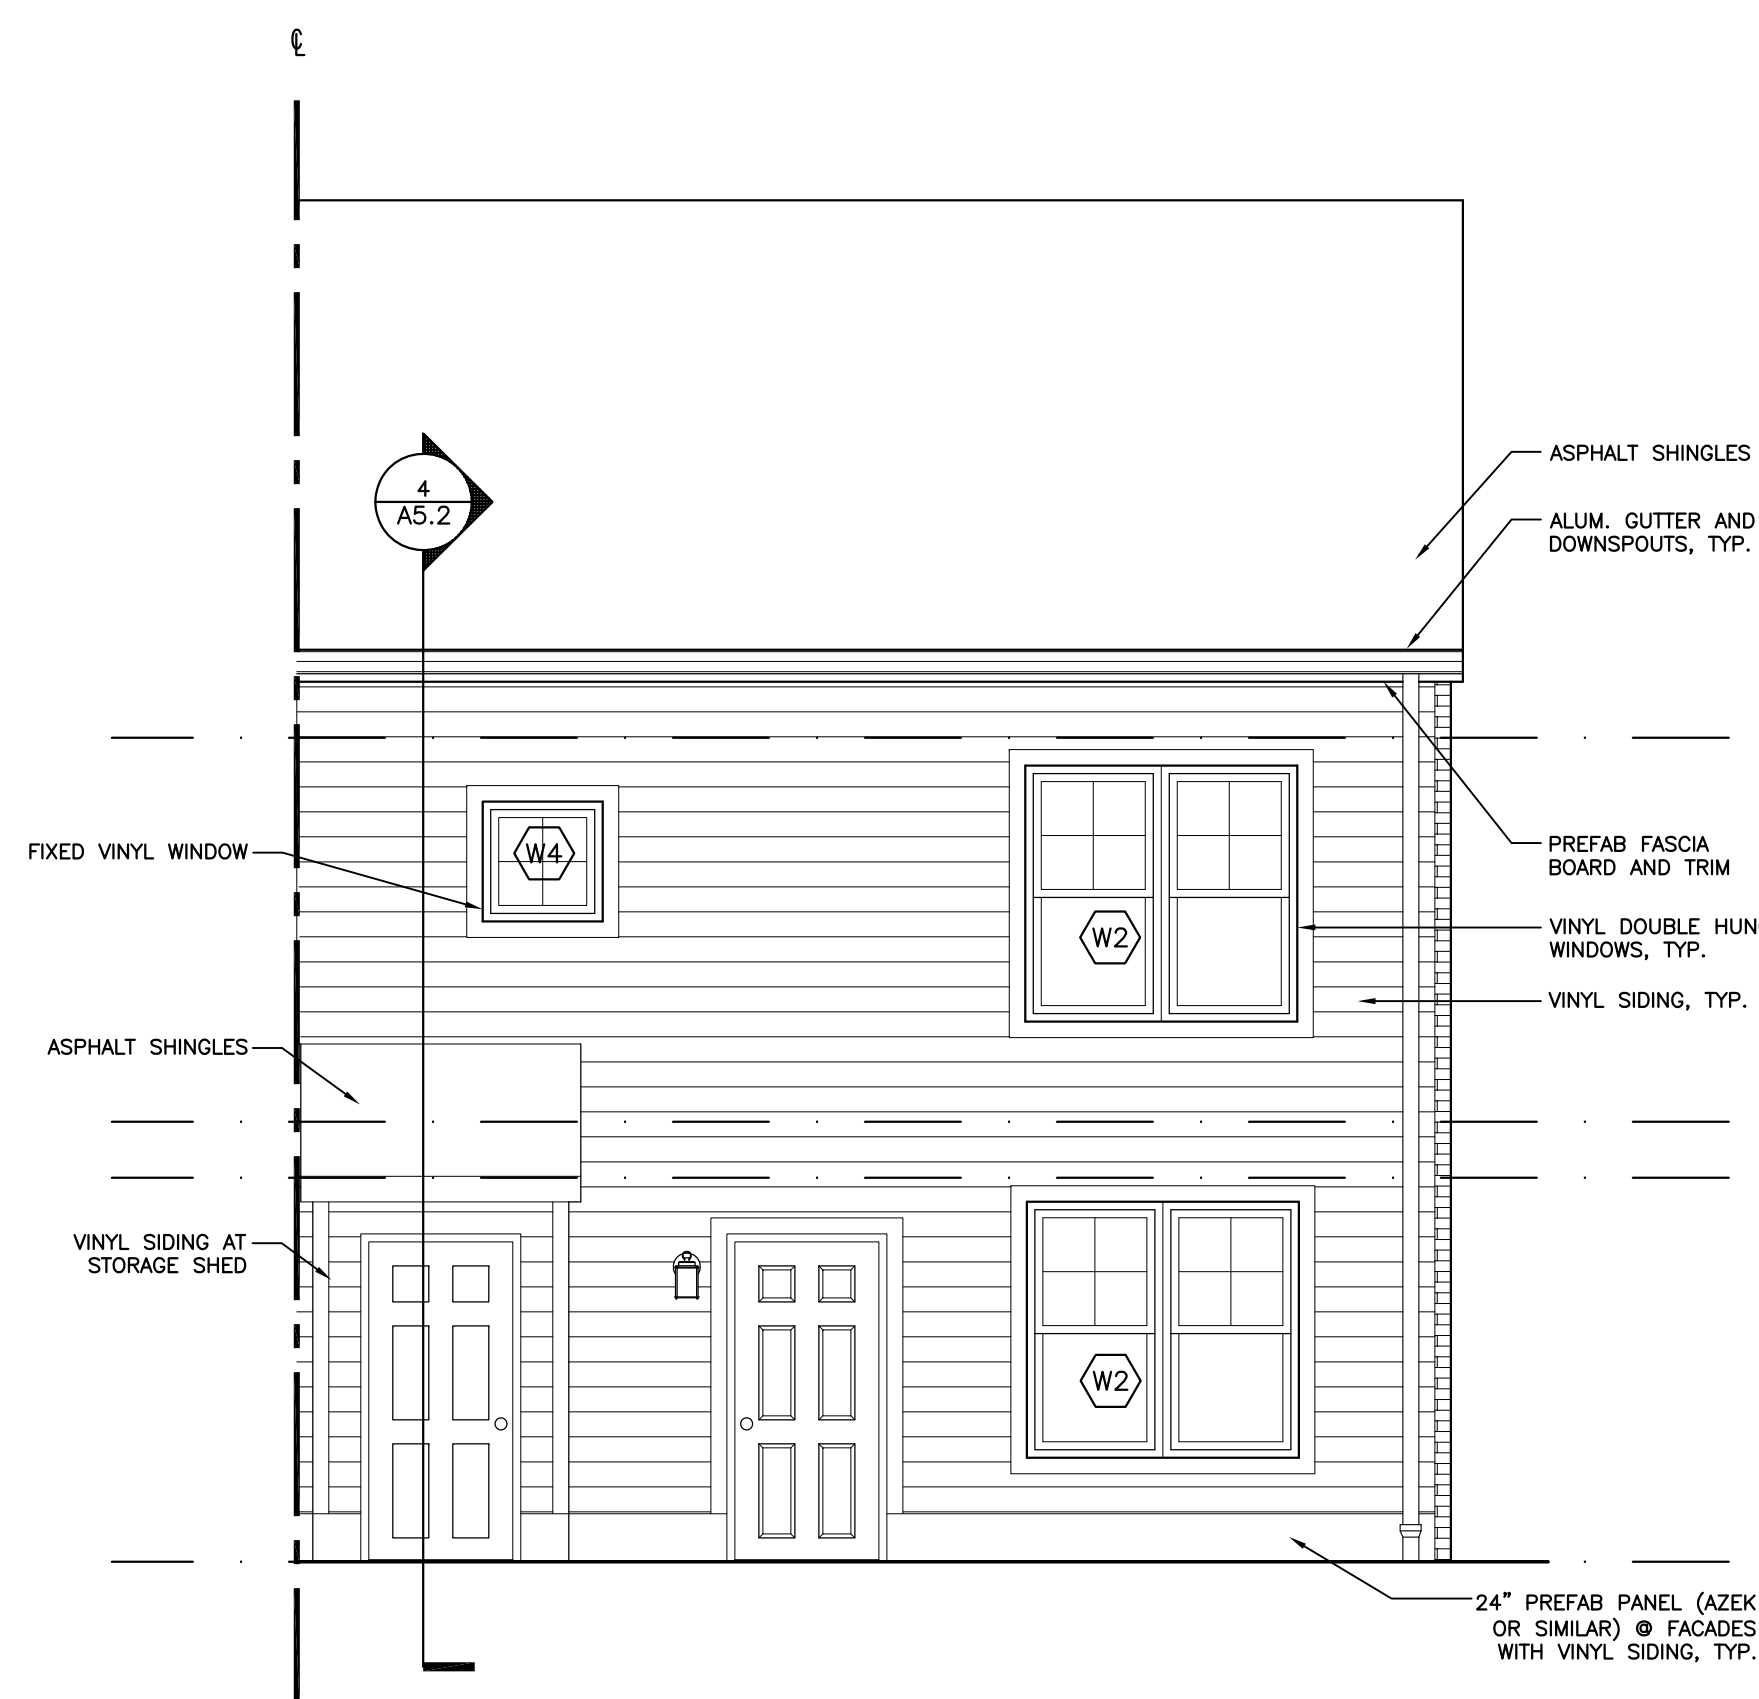 ℄
4
A5.2
ASPHALT SHINGLES
ALUM. GUTTER AND
DOWNSPOUTS, TYP.
W4
FIXED VINYL WINDOW
PREFAB FASCIA
BOARD AND TRIM
W2
VINYL DOUBLE HUN
WINDOWS, TYP.
VINYL SIDING, TYP.
ASPHALT SHINGLES
VINYL SIDING AT
STORAGE SHED
W2
24" PREFAB PANEL (AZEK
OR SIMILAR) @ FACADES
WITH VINYL SIDING, TYP.